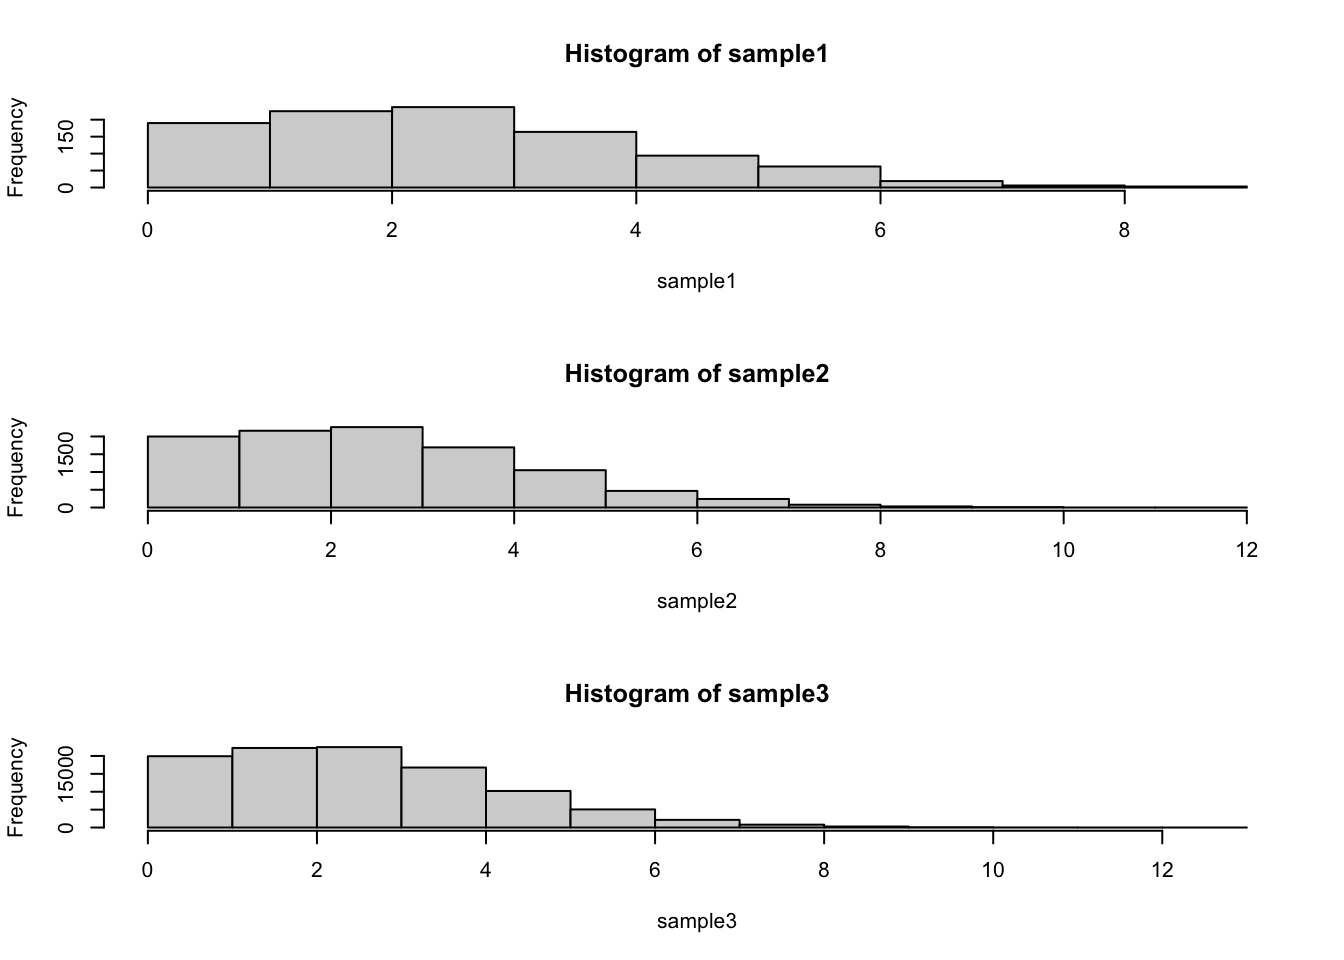 Histogram of sample1
Frequency
150
0
0 2 4 6 8
sample1
Histogram of sample2
Frequency
1500
0
0 2 4 6 8 10 12
sample2
Histogram of sample3
Frequency
15000
0
0 2 4 6 8 10 12
sample3